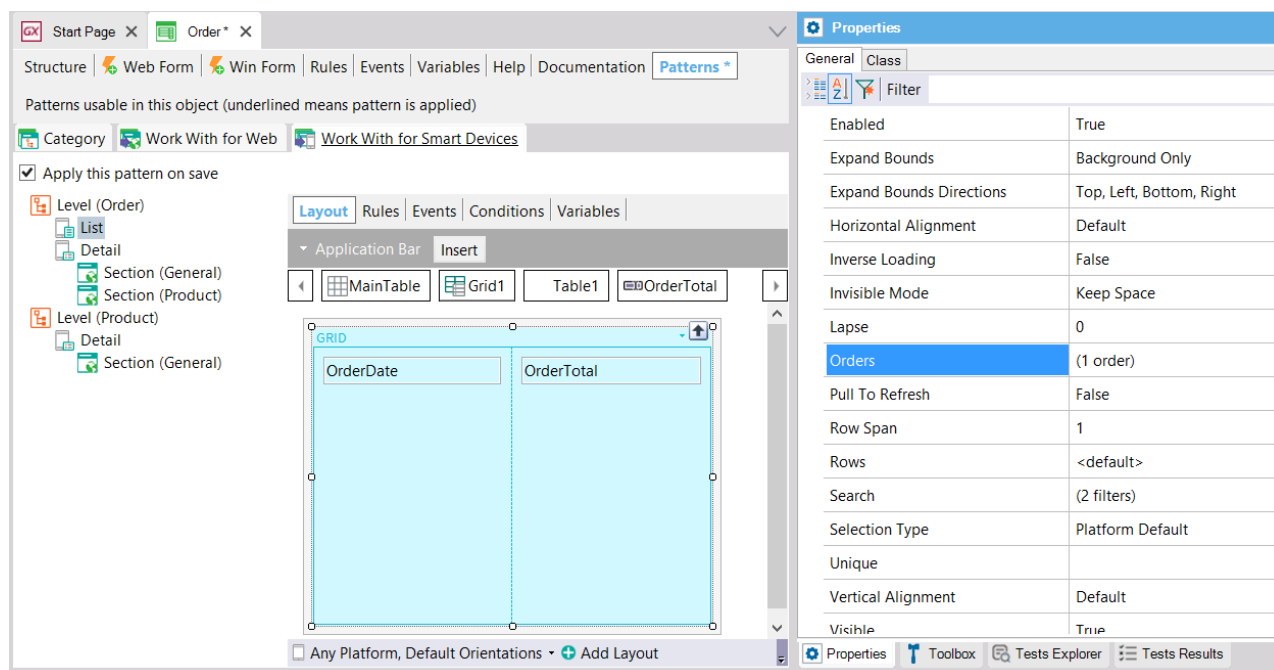 GX Start Page Order*
Structure Web Form Win Form Rules Events Variables Help Documentation Patterns *
Patterns usable in this object (underlined means pattern is applied)
Category Work With for Web Work With for Smart Devices
Apply this pattern on save
Level (Order)
List
Detail
Section (General)
Section (Product)
Level (Product)
Detail
Section (General)
Layout Rules Events Conditions Variables
Application Bar Insert
MainTable Grid1 Table1 OrderTotal
GRID
OrderDate OrderTotal
Any Platform, Default Orientations Add Layout
Properties
General Class
Filter
Enabled True
Expand Bounds Background Only
Expand Bounds Directions Top, Left, Bottom, Right
Horizontal Alignment Default
Inverse Loading False
Invisible Mode Keep Space
Lapse 0
Orders (1 order)
Pull To Refresh False
Row Span 1
Rows <default>
Search (2 filters)
Selection Type Platform Default
Unique
Vertical Alignment Default
Visible True
Properties Toolbox Tests Explorer Tests Results